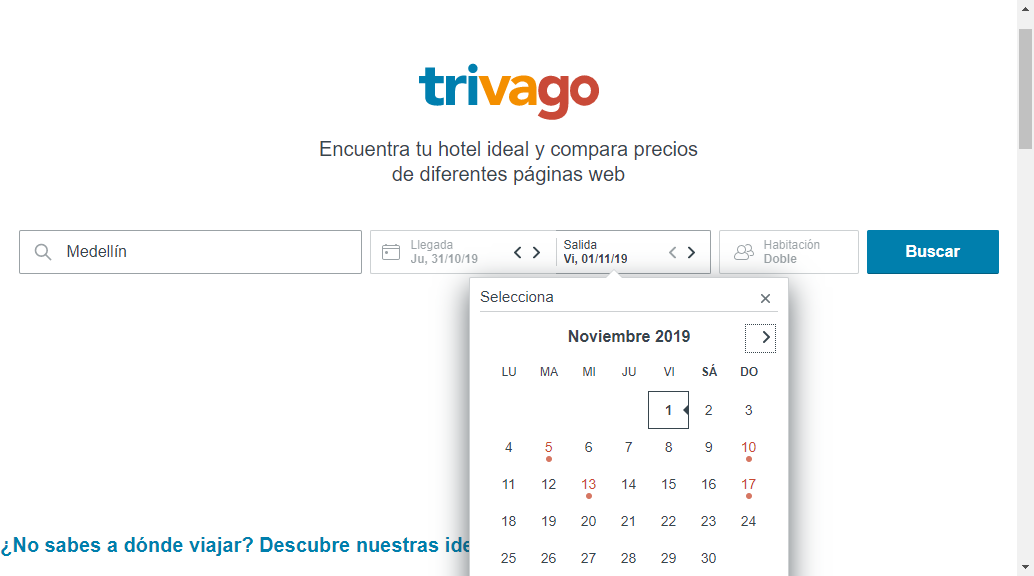 trivago
Encuentra tu hotel ideal y compara precios
de diferentes páginas web
Medellín
Llegada
Ju, 31/10/19
Salida
Vi, 01/11/19
Habitación
Doble
Buscar
Selecciona
Noviembre 2019
LU MA MI JU VI SÁ DO
1 2 3
4 5 6 7 8 9 10
11 12 13 14 15 16 17
18 19 20 21 22 23 24
25 26 27 28 29 30
¿No sabes a dónde viajar? Descubre nuestras